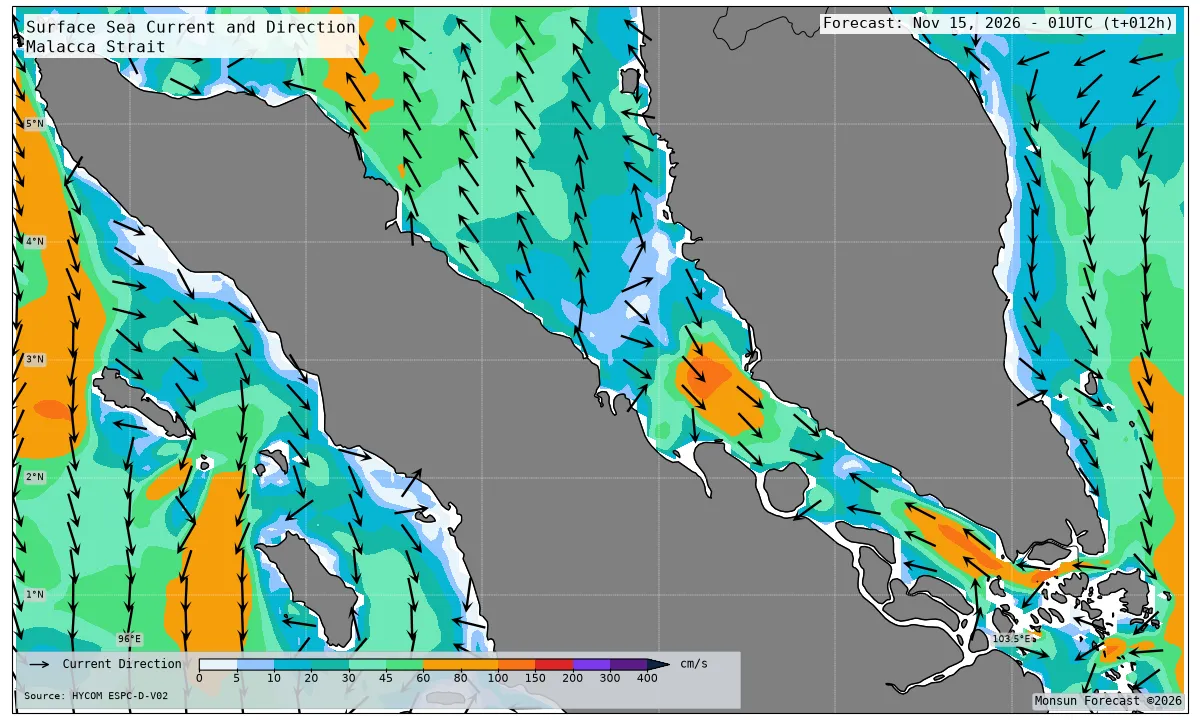 Surface Sea Current and Direction
Malacca Strait
Forecast: Nov 15, 2026 - 01UTC (t+012h)
5°N
4°N
3°N
2°N
1°N
96°E
103.5°E
Current Direction
0 5 10 20 30 45 60 80 100 150 200 300 400
cm/s
Source: HYCOM ESPC-D-V02
Monsun Forecast ©2026